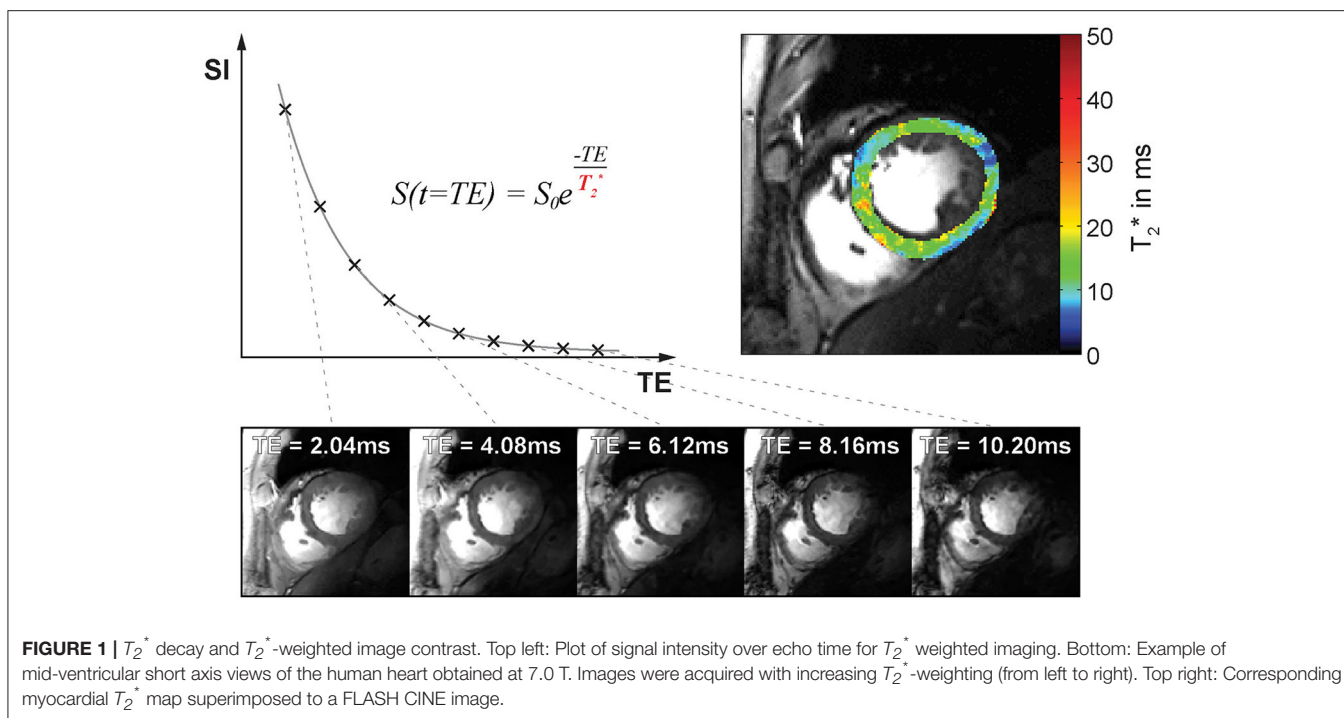 SI
S(t=TE) = S₀e^(-TE/T₂*)
TE
50
40
30
20
10
0
T₂* in ms
TE = 2.04ms TE = 4.08ms TE = 6.12ms TE = 8.16ms TE = 10.20ms
FIGURE 1 | T₂* decay and T₂*-weighted image contrast. Top left: Plot of signal intensity over echo time for T₂* weighted imaging. Bottom: Example of
mid-ventricular short axis views of the human heart obtained at 7.0 T. Images were acquired with increasing T₂*-weighting (from left to right). Top right: Corresponding
myocardial T₂* map superimposed to a FLASH CINE image.